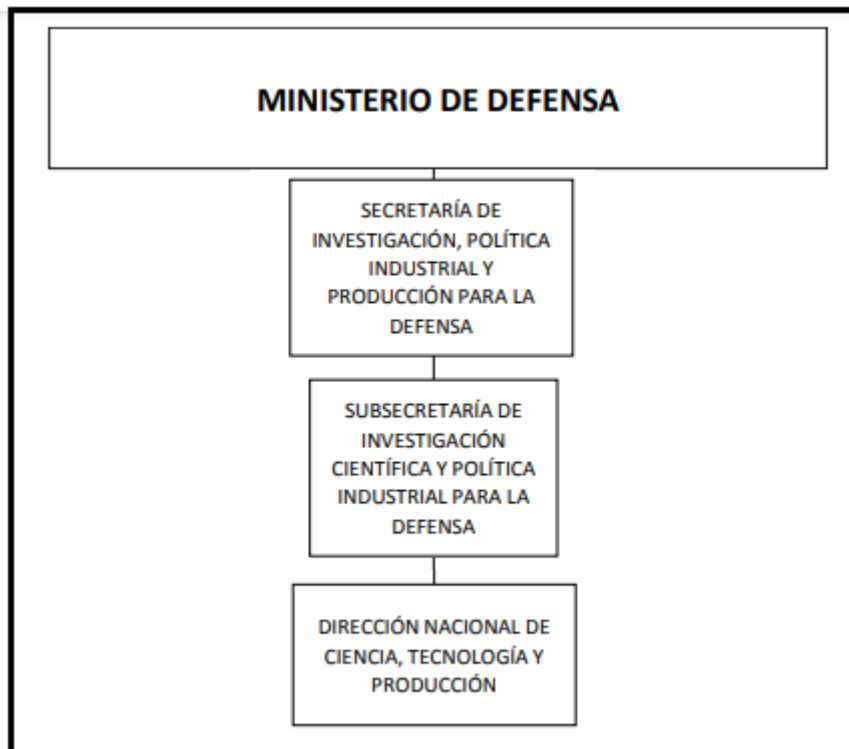 MINISTERIO DE DEFENSA
SECRETARÍA DE
INVESTIGACIÓN, POLÍTICA
INDUSTRIAL Y
PRODUCCIÓN PARA LA
DEFENSA
SUBSECRETARÍA DE
INVESTIGACIÓN
CIENTÍFICA Y POLÍTICA
INDUSTRIAL PARA LA
DEFENSA
DIRECCIÓN NACIONAL DE
CIENCIA, TECNOLOGÍA Y
PRODUCCIÓN